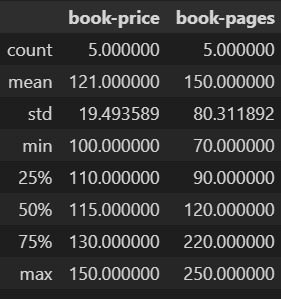 book-price book-pages
count 5.000000 5.000000
mean 121.000000 150.000000
std 19.493589 80.311892
min 100.000000 70.000000
25% 110.000000 90.000000
50% 115.000000 120.000000
75% 130.000000 220.000000
max 150.000000 250.000000